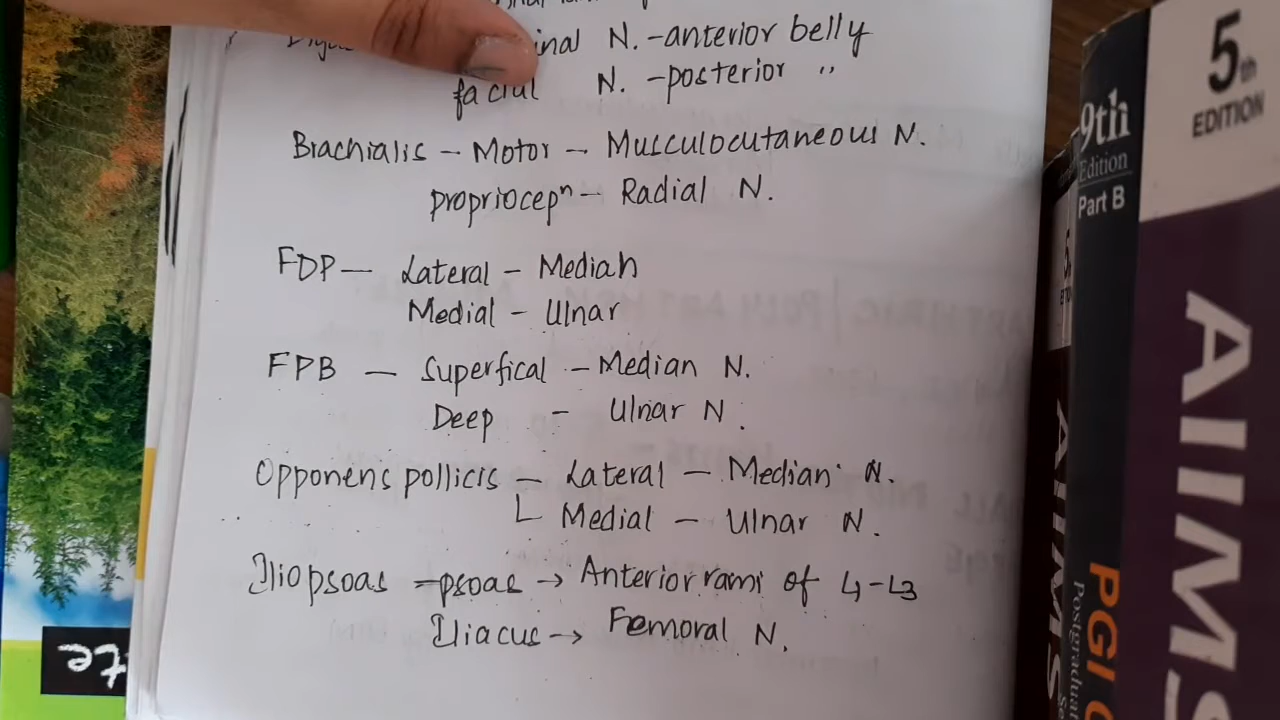 inal N. -anterior belly
facial N. -posterior "
Brachialis - Motor - Musculocutaneous N.
propriocepⁿ - Radial N.
FDP - Lateral - Median
Medial - Ulnar
FPB - Superfical - Median N.
Deep - Ulnar N.
Opponens pollicis - Lateral - Median N.
Medial - Ulnar N.
Iliopsoas - psoas → Anterior rami of L1-L3
Iliacus → Femoral N.
5th
EDITION
AIIMS
9th
Edition
Part B
PGI
Postgraduate
AIIMS
te